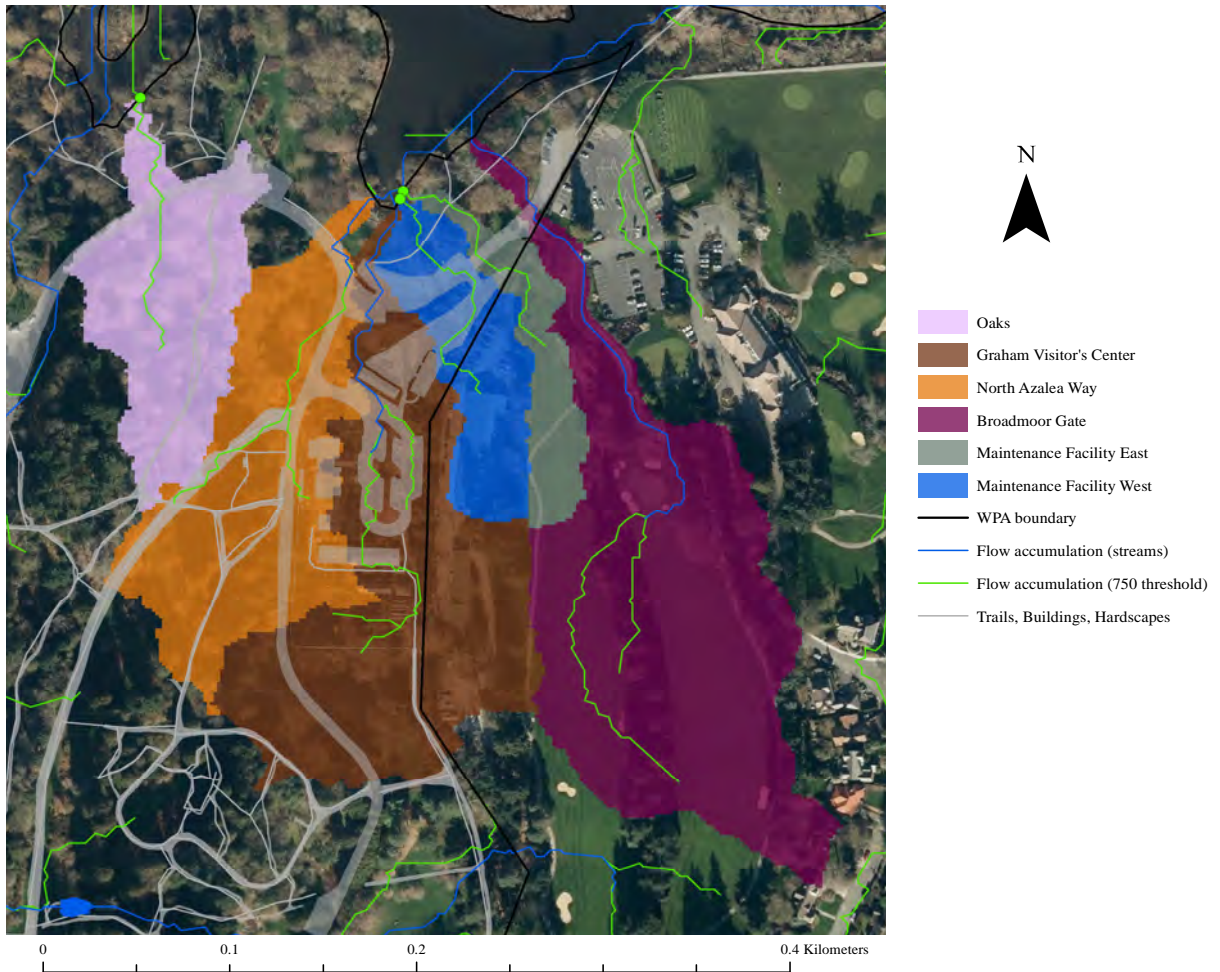 N
Oaks
Graham Visitor's Center
North Azalea Way
Broadmoor Gate
Maintenance Facility East
Maintenance Facility West
WPA boundary
Flow accumulation (streams)
Flow accumulation (750 threshold)
Trails, Buildings, Hardscapes
0 0.1 0.2 0.4 Kilometers